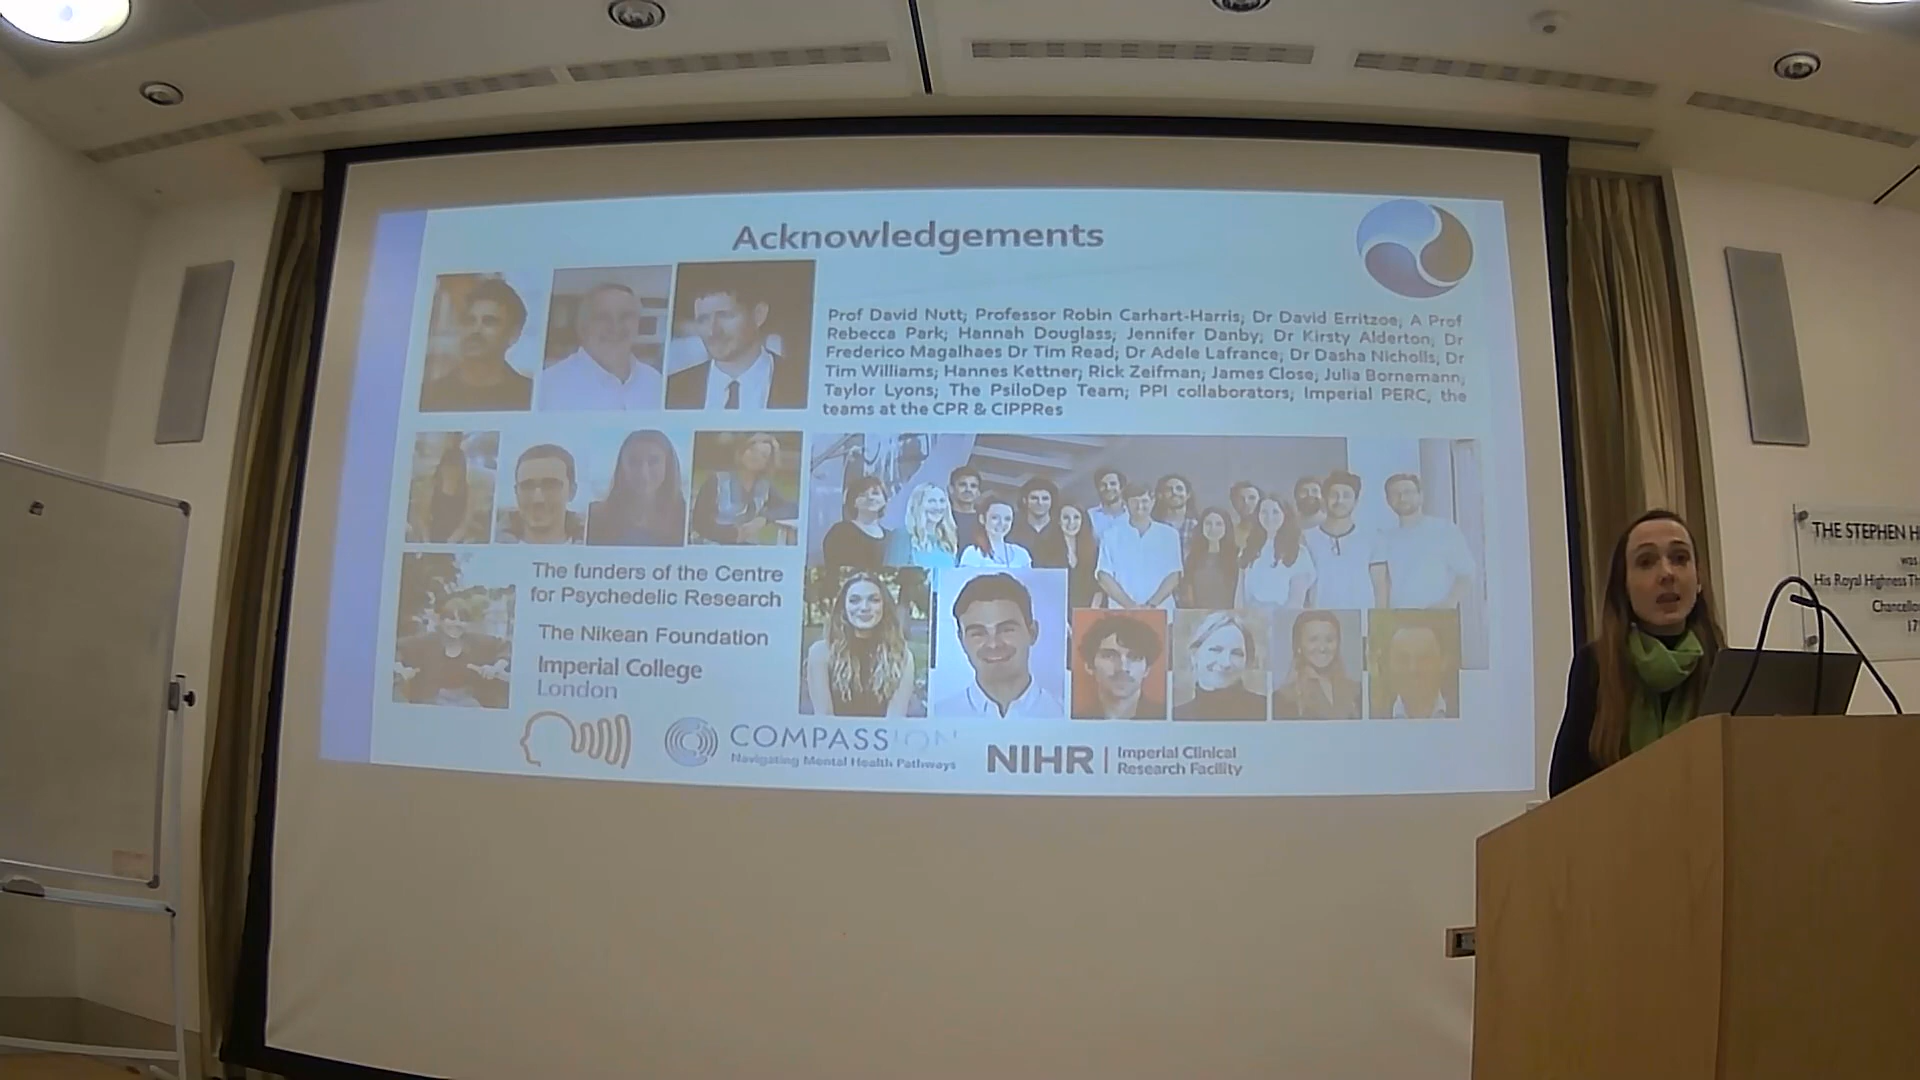 Acknowledgements
Prof David Nutt; Professor Robin Carhart-Harris; Dr David Erritzoe; A Prof
Rebecca Park; Hannah Douglass; Jennifer Danby; Dr Kirsty Alderton; Dr
Frederico Magalhaes Dr Tim Read; Dr Adele Lafrance; Dr Dasha Nicholls; Dr
Tim Williams; Hannes Kettner; Rick Zeifman; James Close; Julia Bornemann;
Taylor Lyons; The PsiloDep Team; PPI collaborators; Imperial PERC; the
teams at the CPR & CIPPRes
The funders of the Centre
for Psychedelic Research
The Nikean Foundation
Imperial College
London
COMPASSION
Navigating Mental Health Pathways
NIHR | Imperial Clinical
Research Facility
THE STEPHEN H
was
His Royal Highness Th
Chancello
17